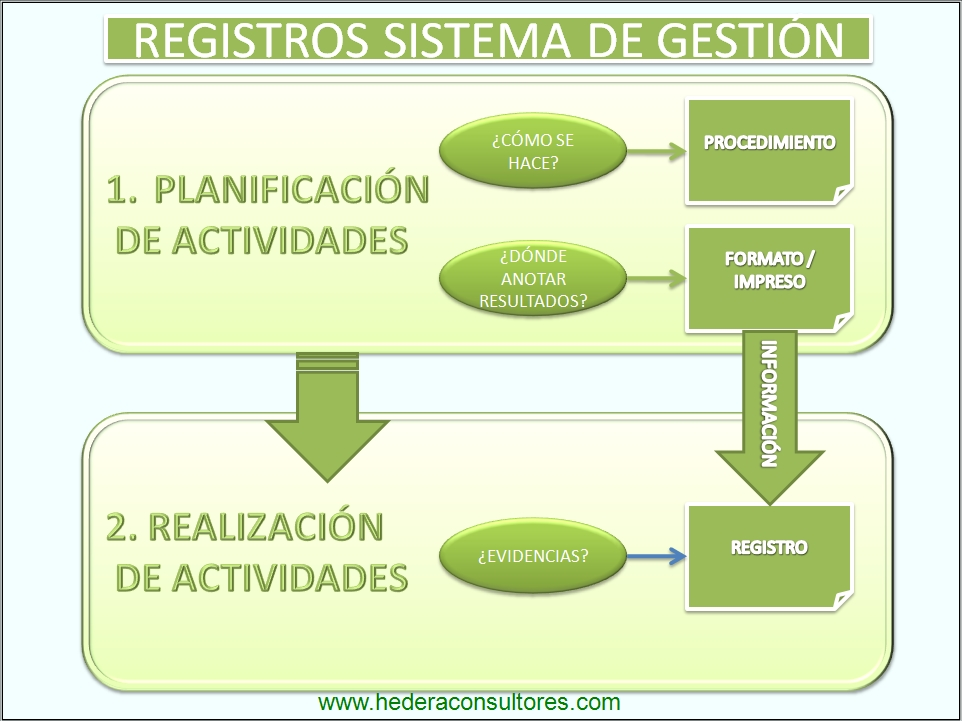 REGISTROS SISTEMA DE GESTIÓN
1. PLANIFICACIÓN
DE ACTIVIDADES
¿CÓMO SE
HACE?
PROCEDIMIENTO
¿DÓNDE
ANOTAR
RESULTADOS?
FORMATO /
IMPRESO
INFORMACIÓN
2. REALIZACIÓN
DE ACTIVIDADES
¿EVIDENCIAS?
REGISTRO
www.hederaconsultores.com